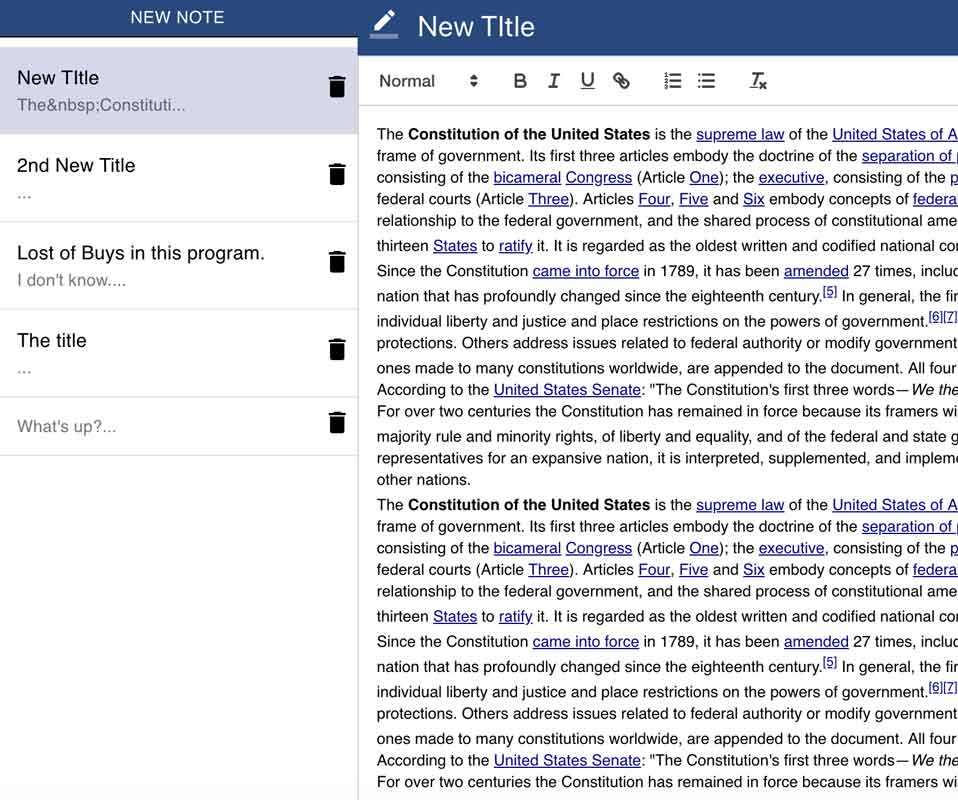 NEW NOTE
New TItle
The&nbsp;Constituti...
2nd New Title
...
Lost of Buys in this program.
I don't know....
The title
...
What's up?...
New TItle
Normal
B I U
The Constitution of the United States is the supreme law of the United States of A
frame of government. Its first three articles embody the doctrine of the separation of
consisting of the bicameral Congress (Article One); the executive, consisting of the p
federal courts (Article Three). Articles Four, Five and Six embody concepts of federa
relationship to the federal government, and the shared process of constitutional ame
thirteen States to ratify it. It is regarded as the oldest written and codified national co
Since the Constitution came into force in 1789, it has been amended 27 times, includ
nation that has profoundly changed since the eighteenth century.[5] In general, the fir
individual liberty and justice and place restrictions on the powers of government.[6][7]
protections. Others address issues related to federal authority or modify government
ones made to many constitutions worldwide, are appended to the document. All four
According to the United States Senate: "The Constitution's first three words—We the
For over two centuries the Constitution has remained in force because its framers wi
majority rule and minority rights, of liberty and equality, and of the federal and state g
representatives for an expansive nation, it is interpreted, supplemented, and impleme
other nations.
The Constitution of the United States is the supreme law of the United States of A
frame of government. Its first three articles embody the doctrine of the separation of
consisting of the bicameral Congress (Article One); the executive, consisting of the p
federal courts (Article Three). Articles Four, Five and Six embody concepts of federa
relationship to the federal government, and the shared process of constitutional ame
thirteen States to ratify it. It is regarded as the oldest written and codified national co
Since the Constitution came into force in 1789, it has been amended 27 times, includ
nation that has profoundly changed since the eighteenth century.[5] In general, the fir
individual liberty and justice and place restrictions on the powers of government.[6][7]
protections. Others address issues related to federal authority or modify government
ones made to many constitutions worldwide, are appended to the document. All four
According to the United States Senate: "The Constitution's first three words—We the
For over two centuries the Constitution has remained in force because its framers wi